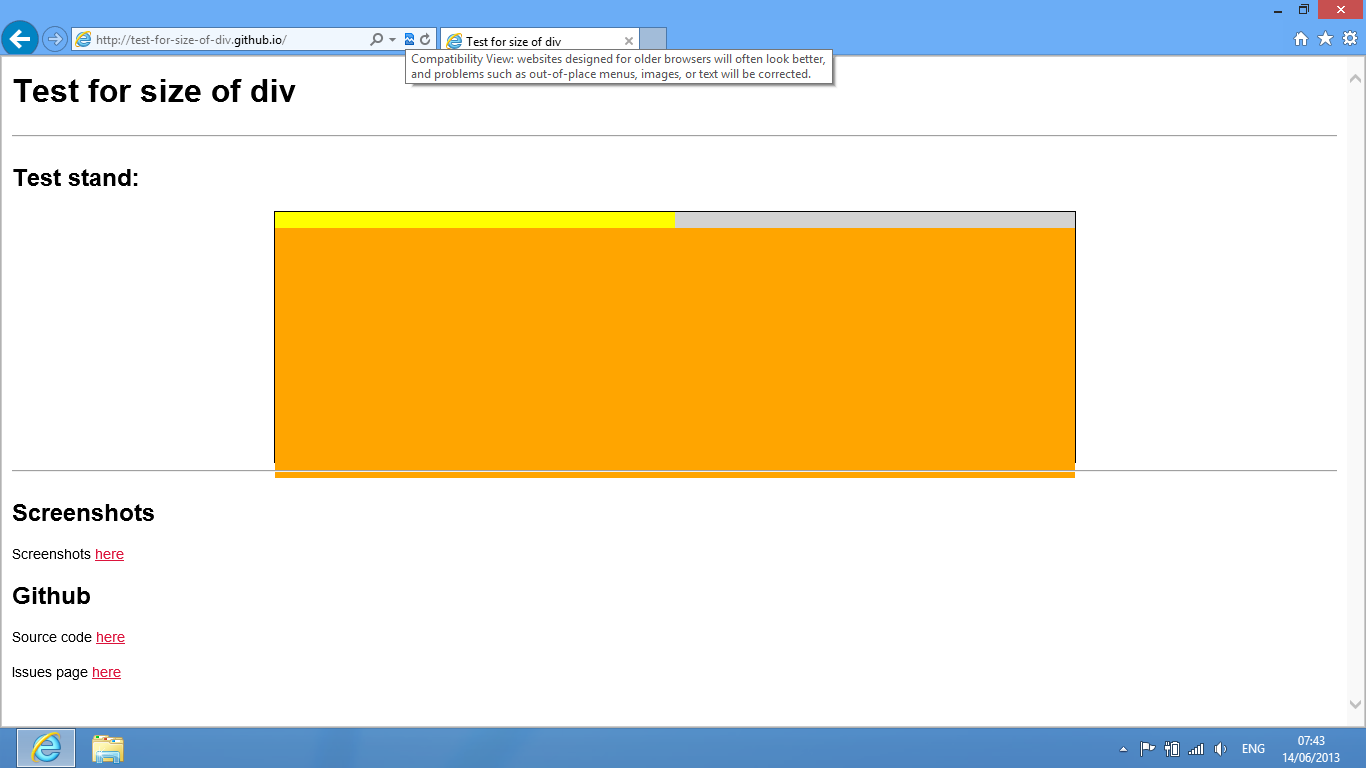 http://test-for-size-of-div.github.io/
Test for size of div
Compatibility View: websites designed for older browsers will often look better,
and problems such as out-of-place menus, images, or text will be corrected.
Test for size of div
Test stand:
Screenshots
Screenshots here
Github
Source code here
Issues page here
ENG
07:43
14/06/2013